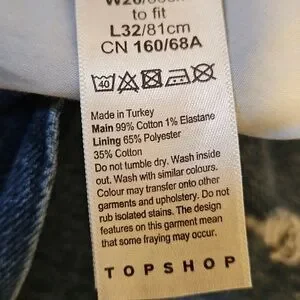 to fit
L32/81cm
CN 160/68A
40
Made in Turkey
Main 99% Cotton 1% Elastane
Lining 65% Polyester
35% Cotton
Do not tumble dry. Wash inside
out. Wash with similar colours.
Colour may transfer onto other
garments and upholstery. Do not
rub isolated stains. The design
features on this garment mean
that some fraying may occur.
TOPSHOP